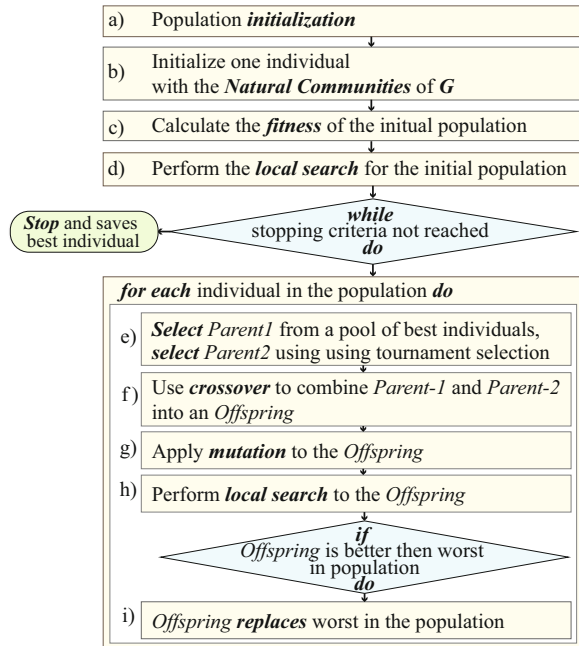 a) Population initialization
b) Initialize one individual
with the Natural Communities of G
c) Calculate the fitness of the initual population
d) Perform the local search for the initial population
while
stopping criteria not reached
do
Stop and saves
best individual
for each individual in the population do
e) Select Parent1 from a pool of best individuals,
select Parent2 using using tournament selection
f) Use crossover to combine Parent-1 and Parent-2
into an Offspring
g) Apply mutation to the Offspring
h) Perform local search to the Offspring
if
Offspring is better then worst
in population
do
i) Offspring replaces worst in the population